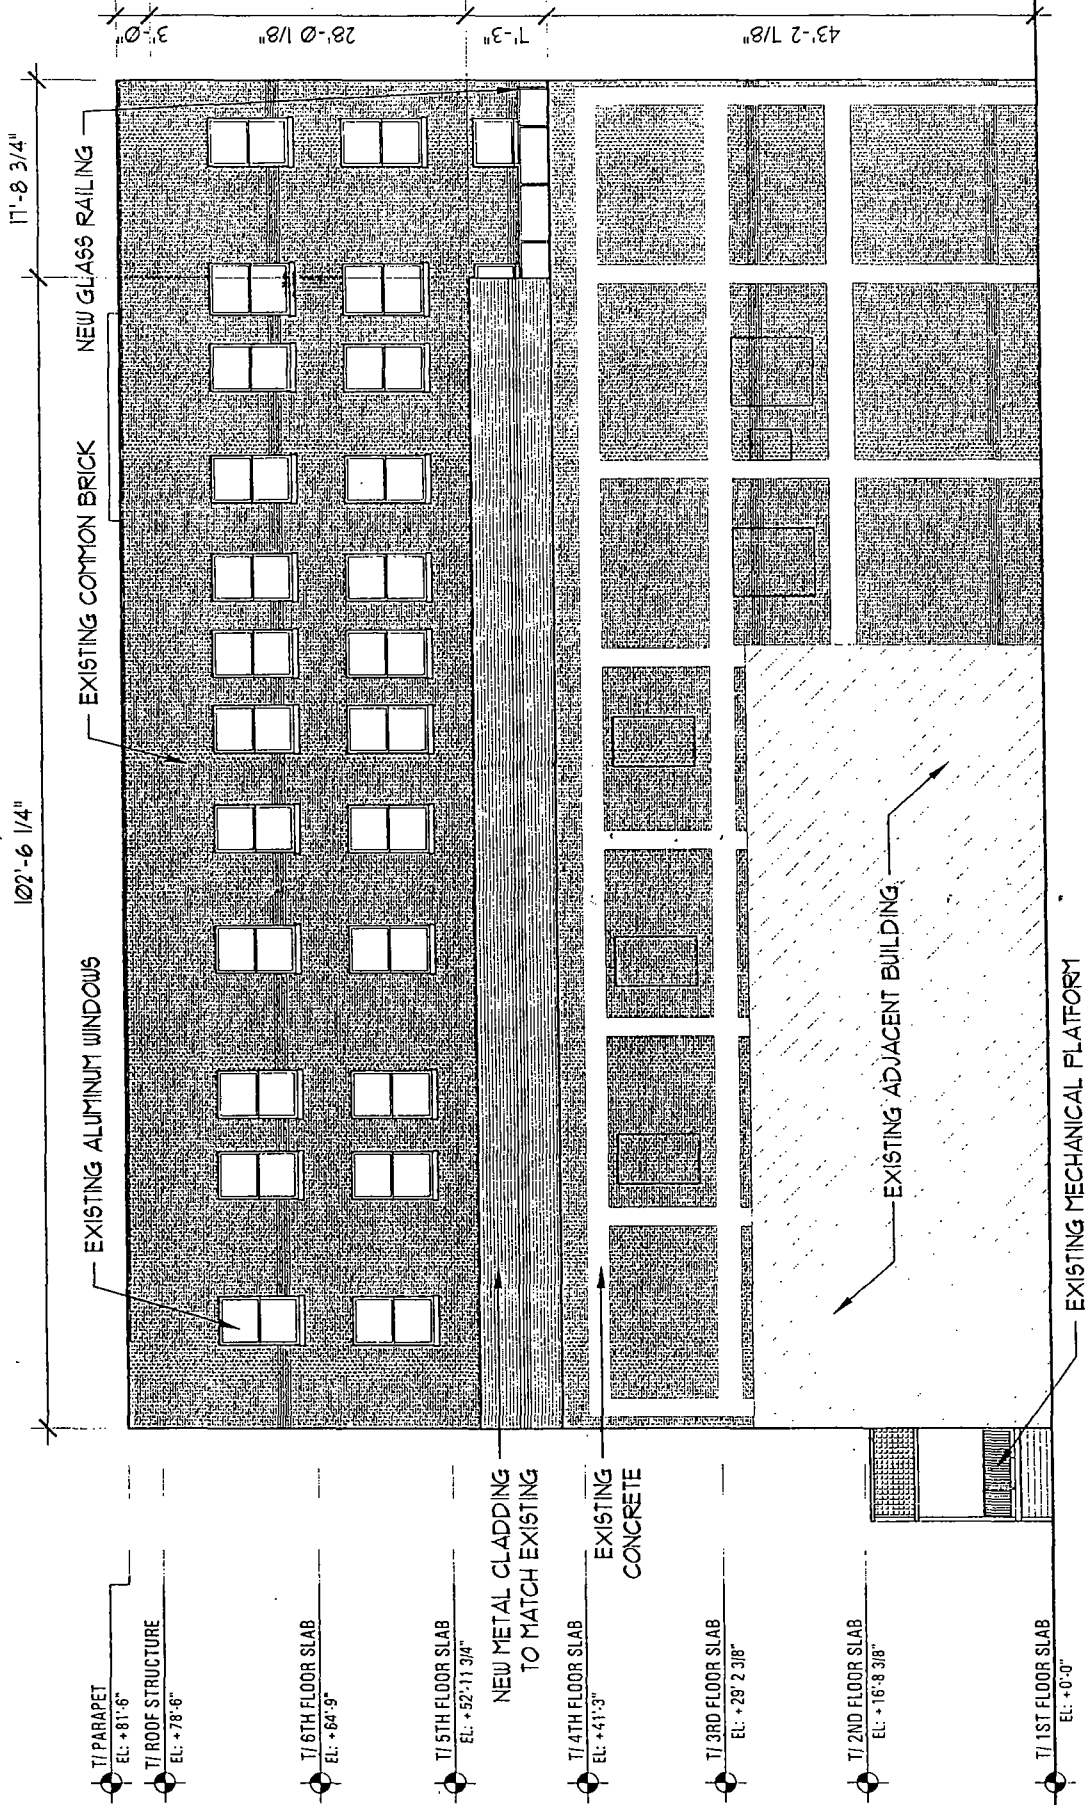 102'-6 1/4"
17'-8 3/4"
3'-0"
28'-0 1/8"
7'-3"
43'-2 7/8"
EXISTING ALUMINUM WINDOWS
EXISTING COMMON BRICK
NEW GLASS RAILING
NEW METAL CLADDING
TO MATCH EXISTING
EXISTING
CONCRETE
EXISTING ADJACENT BUILDING
EXISTING MECHANICAL PLATFORM
T/ PARAPET
EL: +81'-6"
T/ ROOF STRUCTURE
EL: +78'-6"
T/ 6TH FLOOR SLAB
EL: +64'-9"
T/ 5TH FLOOR SLAB
EL: +52'-11 3/4"
T/ 4TH FLOOR SLAB
EL: +41'-3"
T/ 3RD FLOOR SLAB
EL: +29' 2 3/8"
T/ 2ND FLOOR SLAB
EL: +16'-8 3/8"
T/ 1ST FLOOR SLAB
EL: +0'-0"